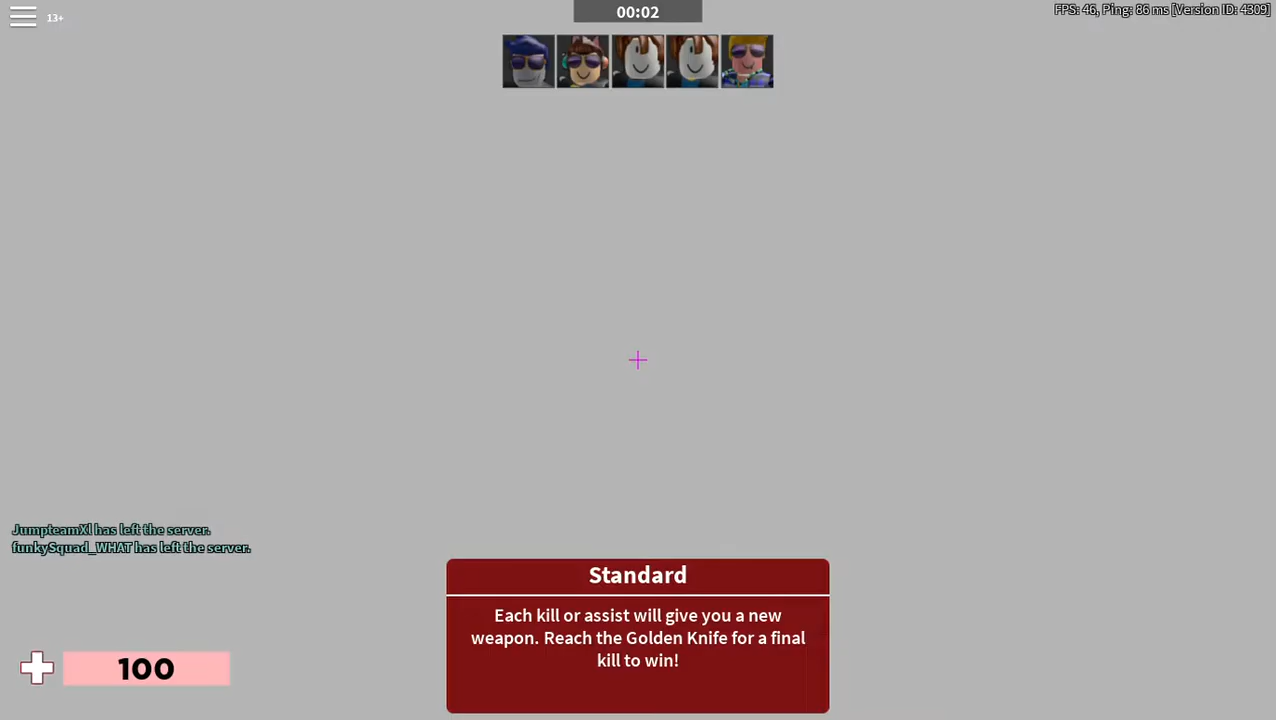 13+
00:02
FPS: 46, Ping: 86 ms [Version ID: 4309]
JumpteamXl has left the server.
funkySquad_WHAT has left the server.
Standard
Each kill or assist will give you a new
weapon. Reach the Golden Knife for a final
kill to win!
100